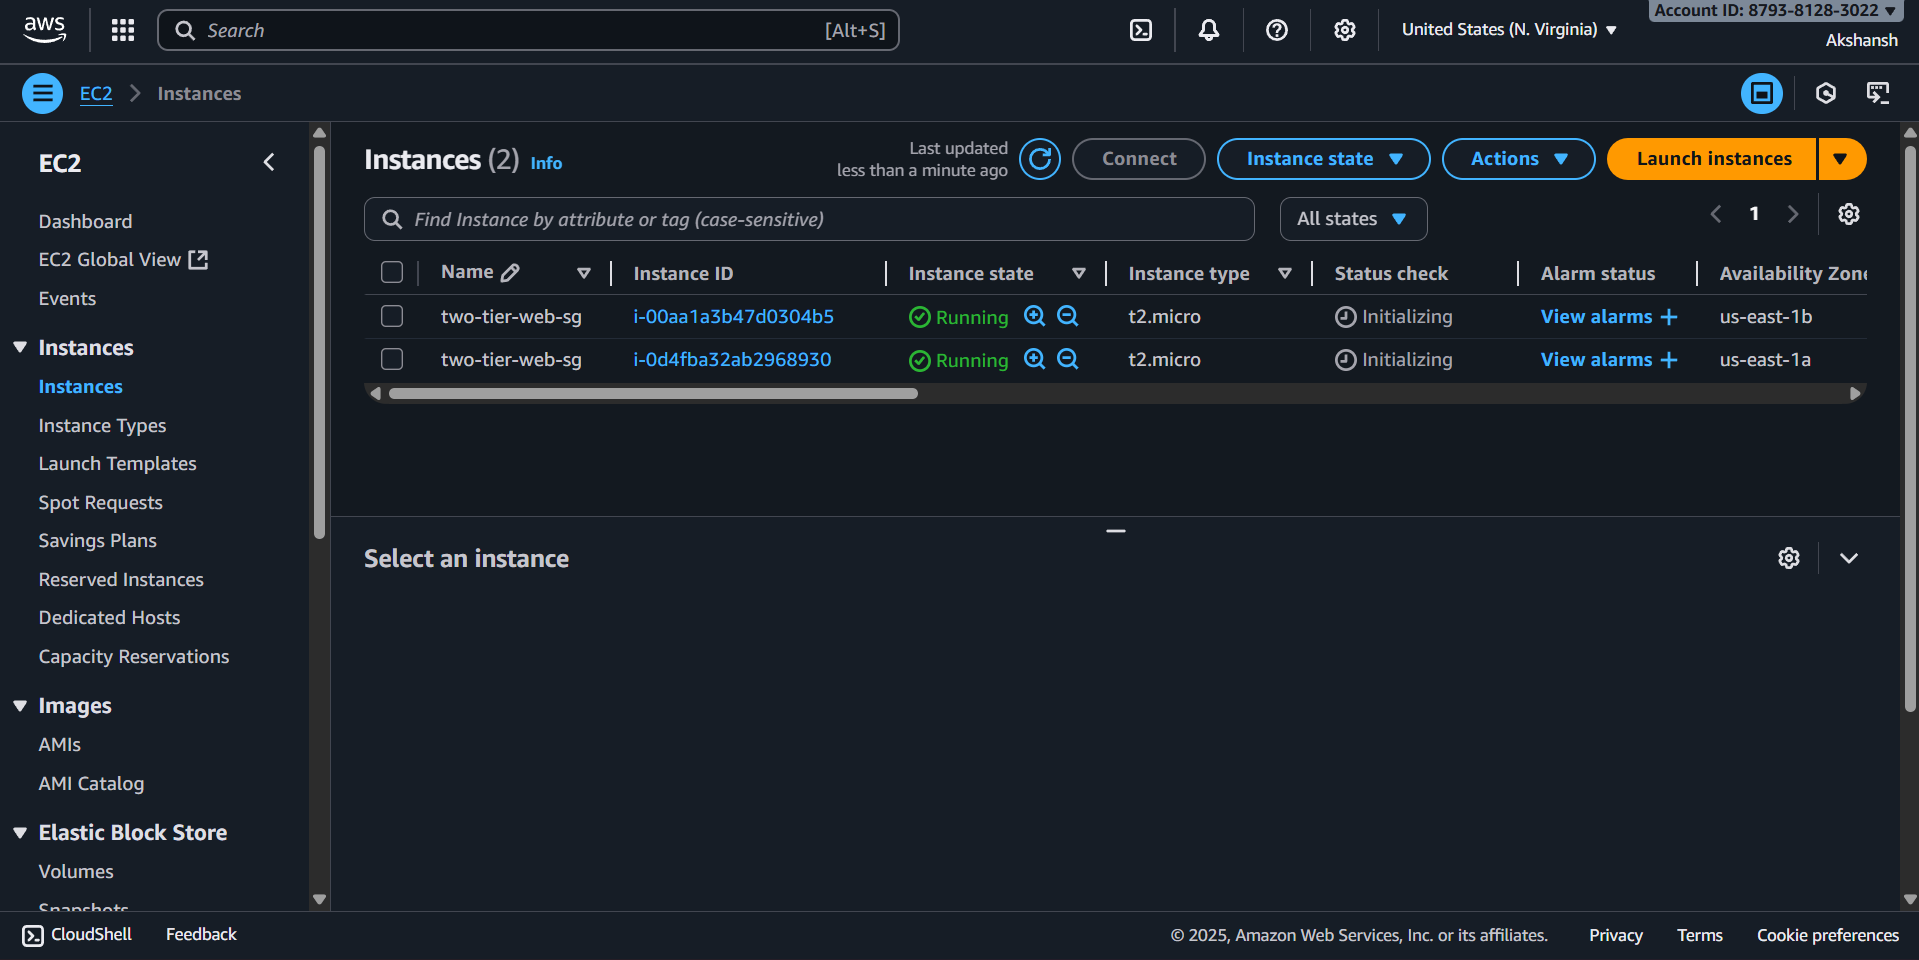 aws
Search
[Alt+S]
United States (N. Virginia)
Account ID: 8793-8128-3022
Akshansh
EC2
Instances
EC2
Dashboard
EC2 Global View
Events
Instances
Instances
Instance Types
Launch Templates
Spot Requests
Savings Plans
Reserved Instances
Dedicated Hosts
Capacity Reservations
Images
AMIs
AMI Catalog
Elastic Block Store
Volumes
Snapshots
Instances (2) Info
Last updated
less than a minute ago
Connect
Instance state
Actions
Launch instances
Find Instance by attribute or tag (case-sensitive)
All states
1
Name Instance ID Instance state Instance type Status check Alarm status Availability Zone
two-tier-web-sg i-00aa1a3b47d0304b5 Running t2.micro Initializing View alarms + us-east-1b
two-tier-web-sg i-0d4fba32ab2968930 Running t2.micro Initializing View alarms + us-east-1a
Select an instance
CloudShell
Feedback
© 2025, Amazon Web Services, Inc. or its affiliates.
Privacy
Terms
Cookie preferences